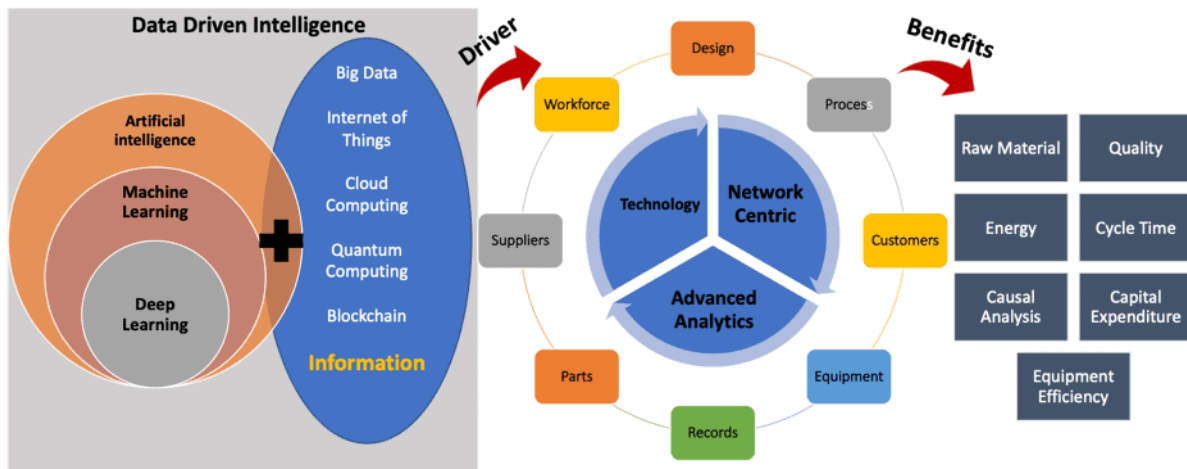 Data Driven Intelligence
Artificial
intelligence
Machine
Learning
Deep
Learning
Big Data
Internet of
Things
Cloud
Computing
Quantum
Computing
Blockchain
Information
Driver
Design
Process
Customers
Equipment
Records
Parts
Suppliers
Workforce
Technology
Network
Centric
Advanced
Analytics
Benefits
Raw Material
Quality
Energy
Cycle Time
Causal
Analysis
Capital
Expenditure
Equipment
Efficiency